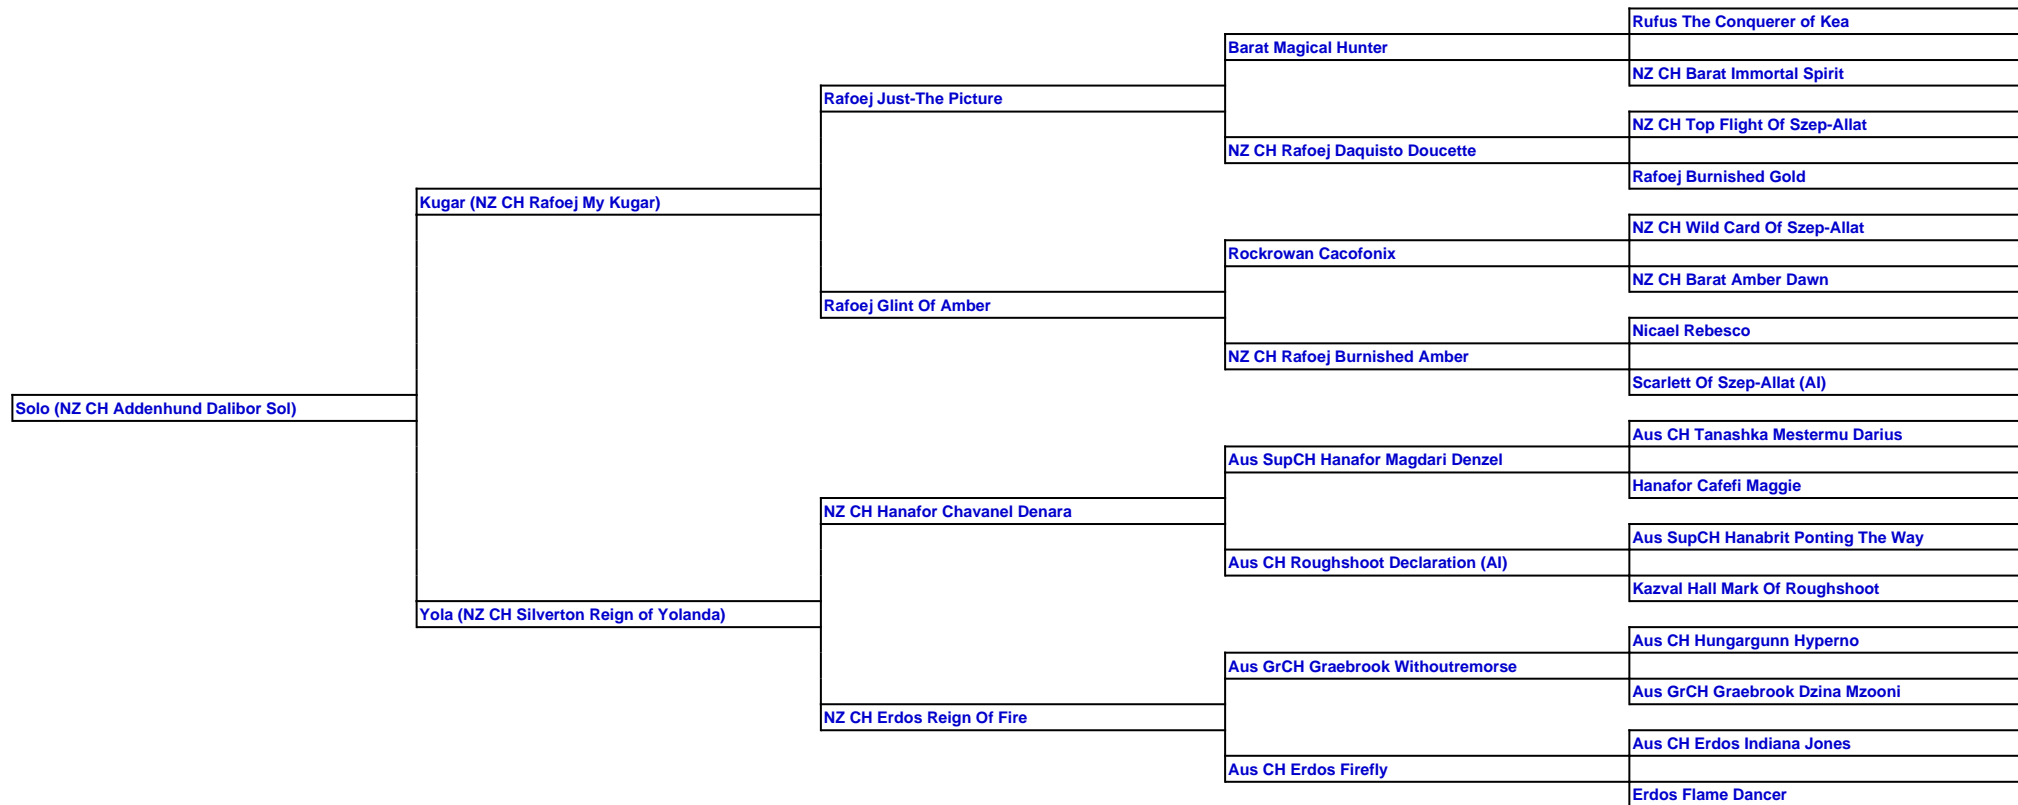 Rufus The Conquerer of Kea
Barat Magical Hunter
NZ CH Barat Immortal Spirit
Rafoej Just-The Picture
NZ CH Top Flight Of Szep-Allat
NZ CH Rafoej Daquisto Doucette
Rafoej Burnished Gold
Kugar (NZ CH Rafoej My Kugar)
NZ CH Wild Card Of Szep-Allat
Rockrowan Cacofonix
NZ CH Barat Amber Dawn
Rafoej Glint Of Amber
Nicael Rebesco
NZ CH Rafoej Burnished Amber
Scarlett Of Szep-Allat (AI)
Solo (NZ CH Addenhund Dalibor Sol)
Aus CH Tanashka Mestermu Darius
Aus SupCH Hanafor Magdari Denzel
Hanafor Cafefi Maggie
NZ CH Hanafor Chavanel Denara
Aus SupCH Hanabrit Ponting The Way
Aus CH Roughshoot Declaration (AI)
Kazval Hall Mark Of Roughshoot
Yola (NZ CH Silverton Reign of Yolanda)
Aus CH Hungargunn Hyperno
Aus GrCH Graebrook Withoutremorse
Aus GrCH Graebrook Dzina Mzooni
NZ CH Erdos Reign Of Fire
Aus CH Erdos Indiana Jones
Aus CH Erdos Firefly
Erdos Flame Dancer